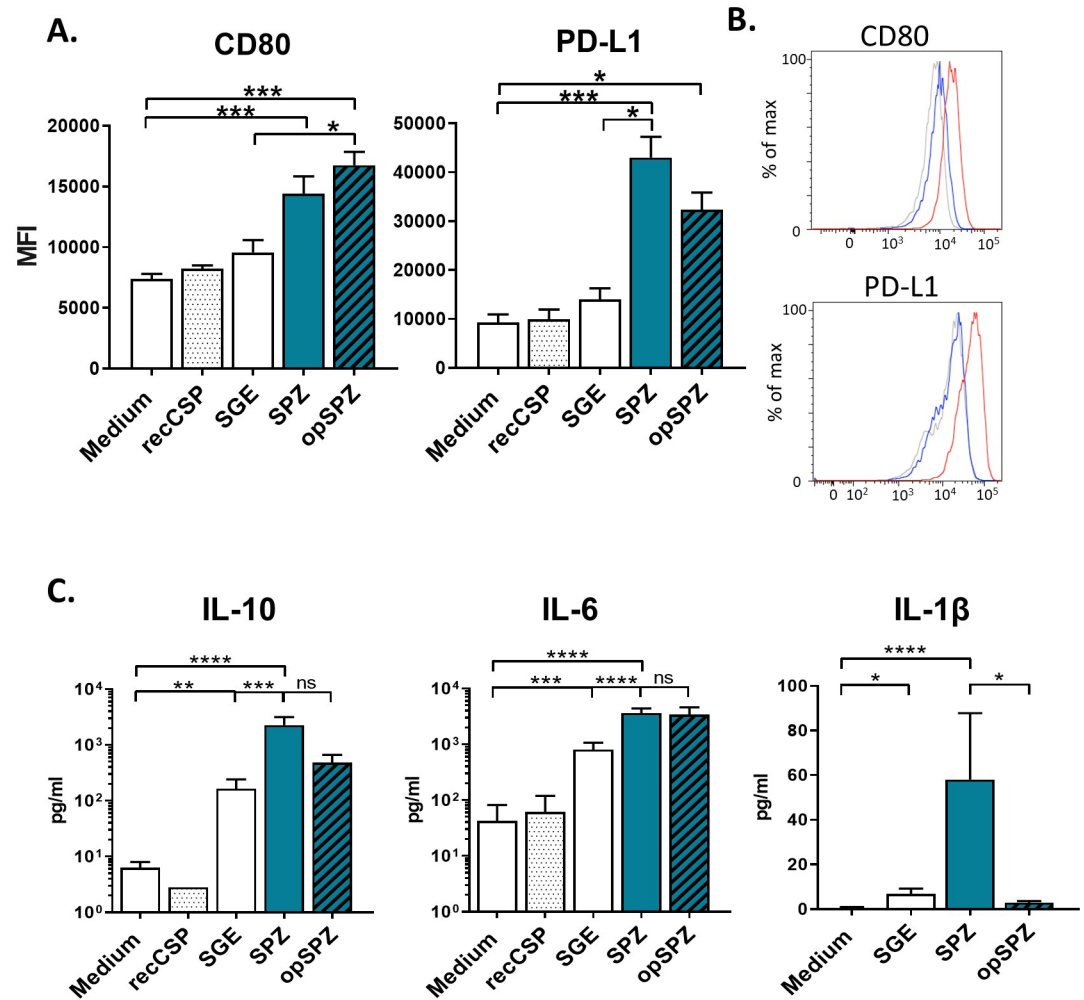 A.
CD80
PD-L1
B.
CD80
MFI
20000
15000
10000
5000
0
***
***
*
Medium
recCSP
SGE
SPZ
opSPZ
50000
40000
30000
20000
10000
0
*
***
*
Medium
recCSP
SGE
SPZ
opSPZ
% of max
100
0
0 10³ 10⁴ 10⁵
PD-L1
% of max
100
0
0 10² 10³ 10⁴ 10⁵
C.
IL-10
pg/ml
10⁴
10³
10²
10¹
10⁰
****
** *** ns
Medium
recCSP
SGE
SPZ
opSPZ
IL-6
pg/ml
10⁴
10³
10²
10¹
10⁰
****
*** **** ns
Medium
recCSP
SGE
SPZ
opSPZ
IL-1β
pg/ml
100
80
60
40
20
0
****
* *
Medium
SGE
SPZ
opSPZ